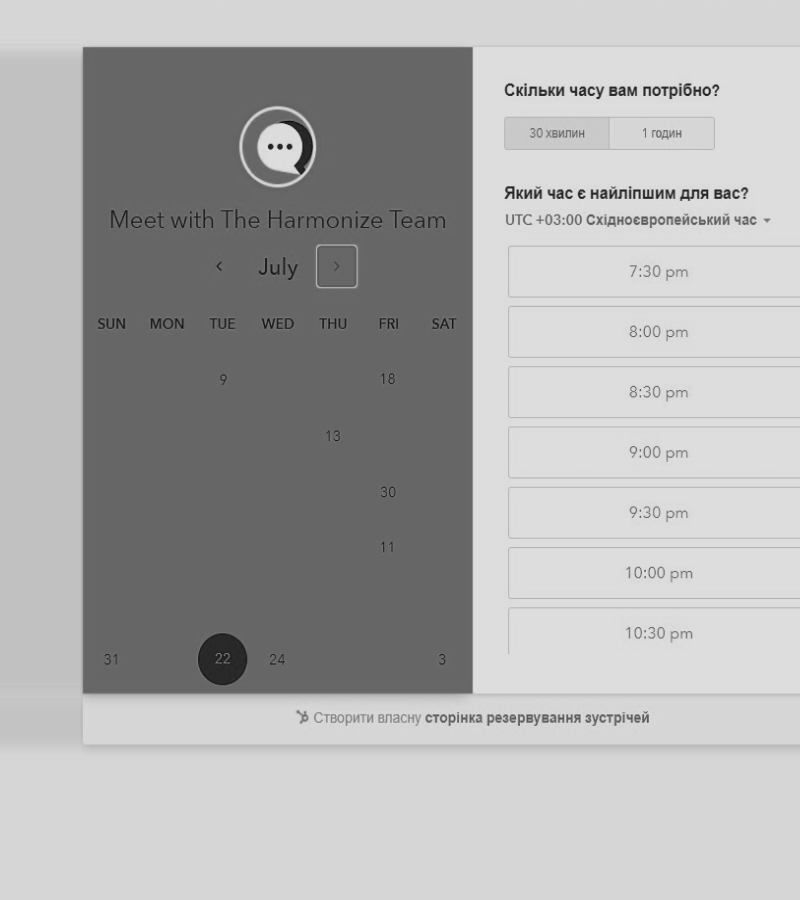 Meet with The Harmonize Team
July
SUN MON TUE WED THU FRI SAT
9 18
13
30
11
31 22 24 3
Скільки часу вам потрібно?
30 хвилин 1 годин
Який час є найліпшим для вас?
UTC +03:00 Східноєвропейський час
7:30 pm
8:00 pm
8:30 pm
9:00 pm
9:30 pm
10:00 pm
10:30 pm
Створити власну сторінка резервування зустрічей